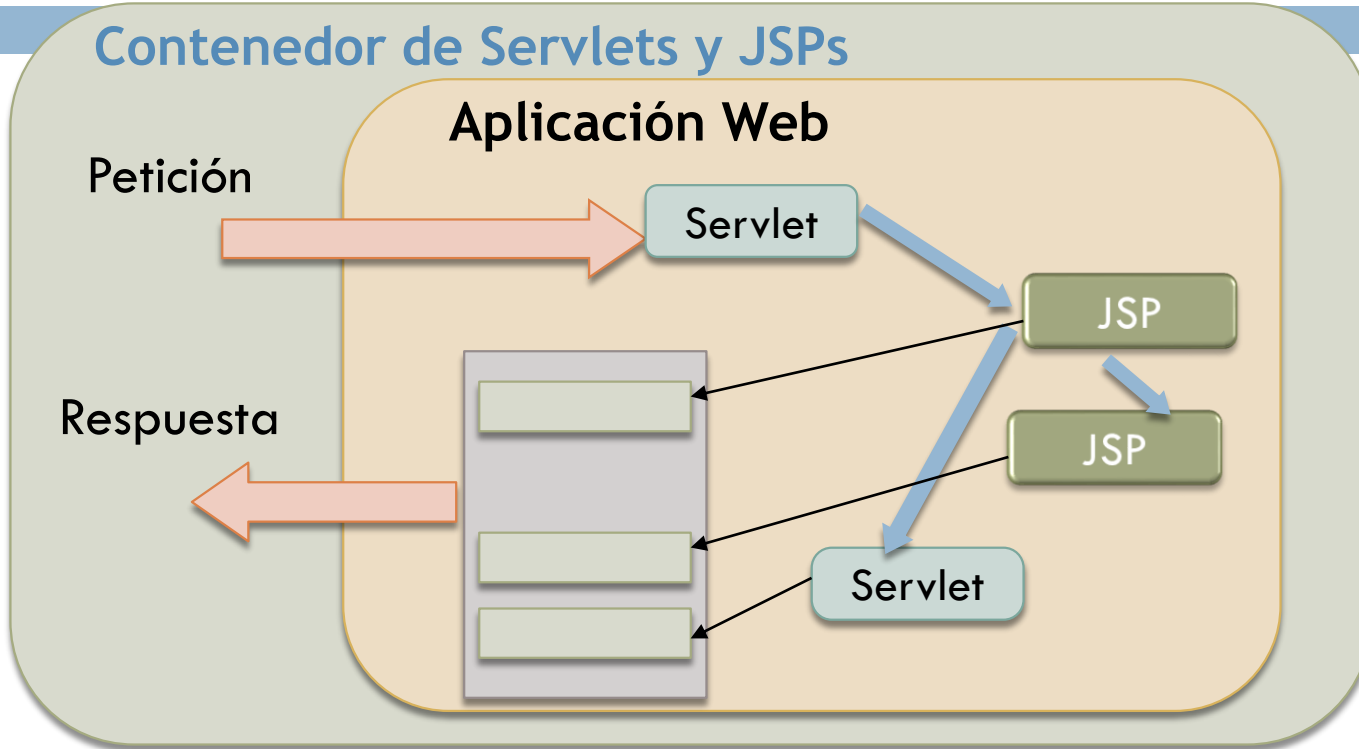 Contenedor de Servlets y JSPs
Aplicación Web
Petición
Servlet
JSP
Respuesta
JSP
Servlet